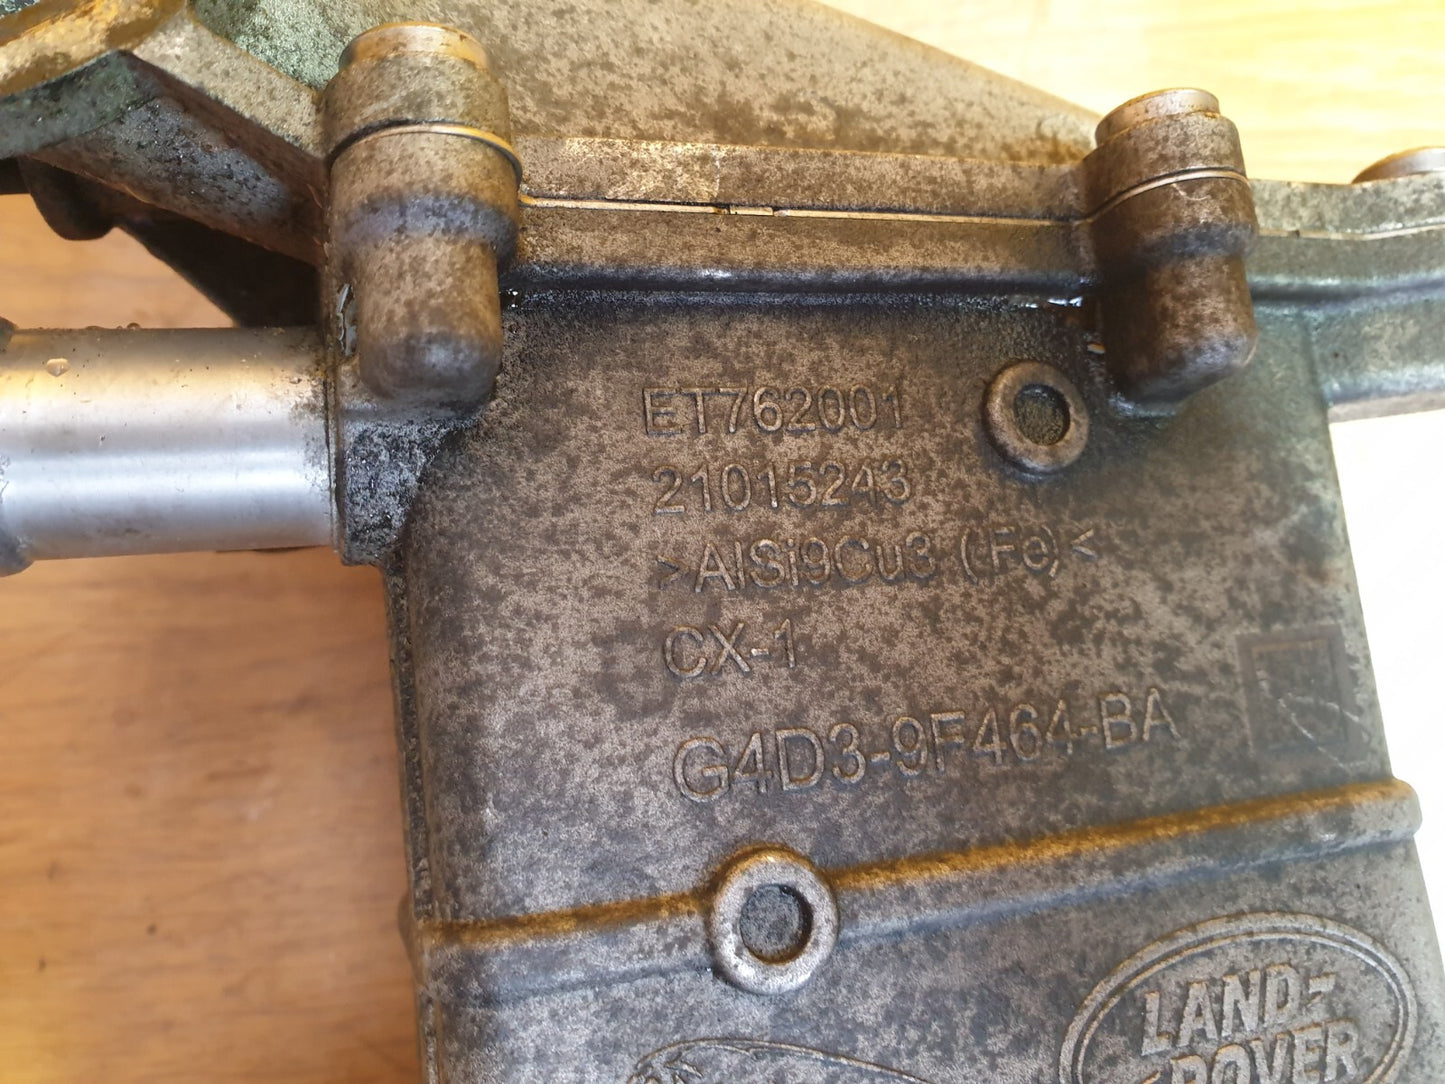 ET762001
21015243
>AlSi9Cu3 (Fe)<
CX-1
G4D3-9F464-BA
LAND-
ROVER